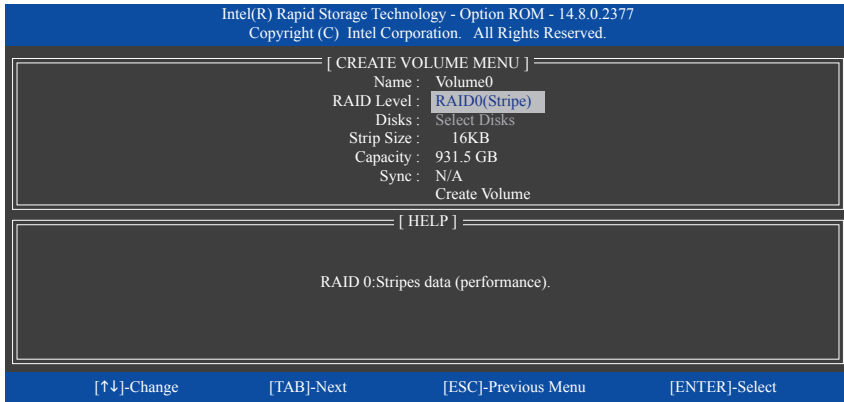 Intel(R) Rapid Storage Technology - Option ROM - 14.8.0.2377
Copyright (C) Intel Corporation. All Rights Reserved.
[ CREATE VOLUME MENU ]
Name : Volume0
RAID Level : RAID0(Stripe)
Disks : Select Disks
Strip Size : 16KB
Capacity : 931.5 GB
Sync : N/A
Create Volume
[ HELP ]
RAID 0:Stripes data (performance).
[↑↓]-Change [TAB]-Next [ESC]-Previous Menu [ENTER]-Select